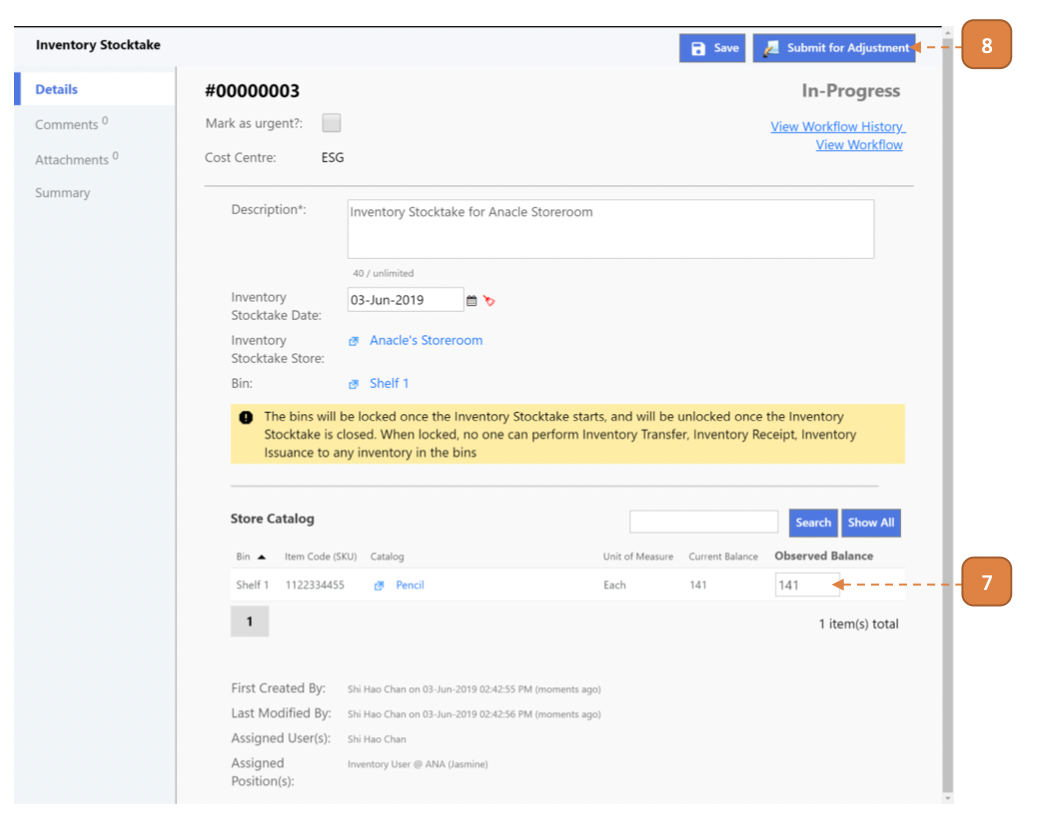 Inventory Stocktake
Save
Submit for Adjustment
8
Details
Comments 0
Attachments 0
Summary
#00000003
In-Progress
Mark as urgent?:
View Workflow History
View Workflow
Cost Centre: ESG
Description*: Inventory Stocktake for Anacle Storeroom
40 / unlimited
Inventory
Stocktake Date:
03-Jun-2019
Inventory
Stocktake Store:
Anacle's Storeroom
Bin: Shelf 1
The bins will be locked once the Inventory Stocktake starts, and will be unlocked once the Inventory
Stocktake is closed. When locked, no one can perform Inventory Transfer, Inventory Receipt, Inventory
Issuance to any inventory in the bins
Store Catalog
Search
Show All
Bin Item Code (SKU) Catalog Unit of Measure Current Balance Observed Balance
Shelf 1 1122334455 Pencil Each 141 141
7
1
1 item(s) total
First Created By: Shi Hao Chan on 03-Jun-2019 02:42:55 PM (moments ago)
Last Modified By: Shi Hao Chan on 03-Jun-2019 02:42:56 PM (moments ago)
Assigned User(s): Shi Hao Chan
Assigned
Position(s):
Inventory User @ ANA (Jasmine)